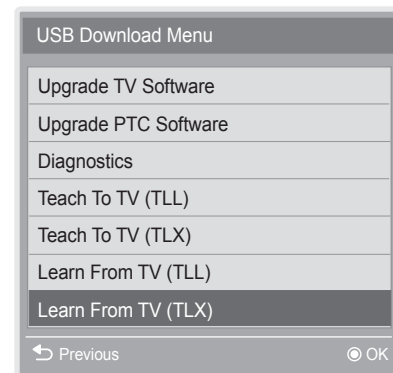 USB Download Menu
Upgrade TV Software
Upgrade PTC Software
Diagnostics
Teach To TV (TLL)
Teach To TV (TLX)
Learn From TV (TLL)
Learn From TV (TLX)
Previous OK